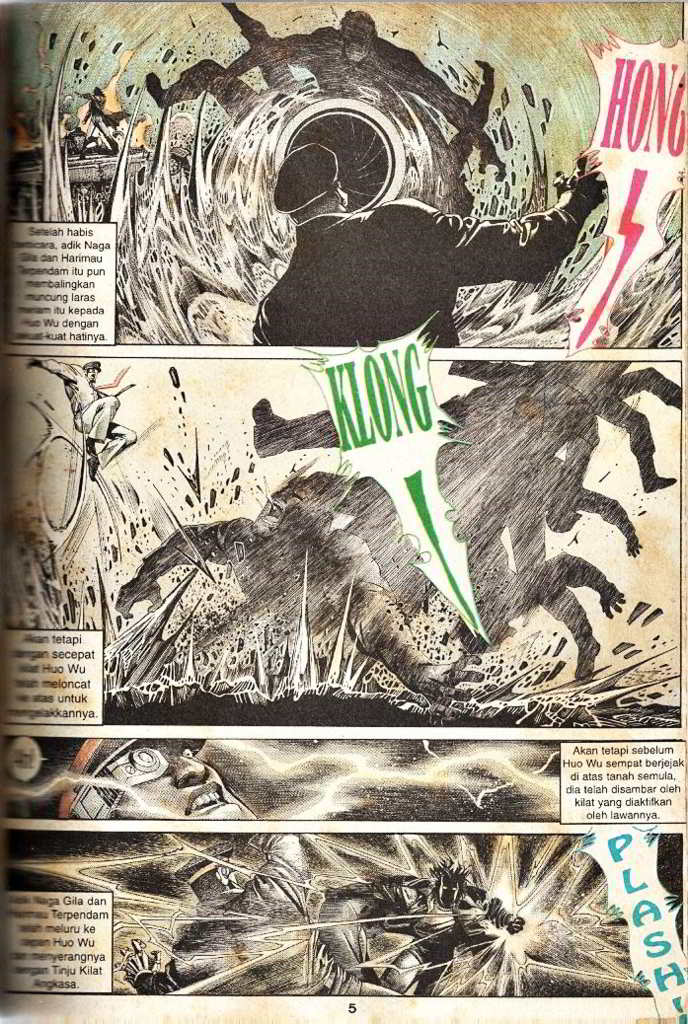 HONG
Setelah habis
adik Naga
Gila dan Harimau
Terpendam itu pun
membalingkan
muncung laras
meriam itu kepada
Huo Wu dengan
hatinya.
KLONG
Akan tetapi
dengan secepat
kilat Huo Wu
telah meloncat
ke atas untuk
mengelakkannya.
Akan tetapi sebelum
Huo Wu sempat berjejak
di atas tanah semula,
dia telah disambar oleh
kilat yang diaktifkan
oleh lawannya.
Adik Naga Gila dan
Harimau Terpendam
telah meluru ke
depan Huo Wu
dan menyerangnya
dengan Tinju Kilat
Angkasa.
PLASH!
5